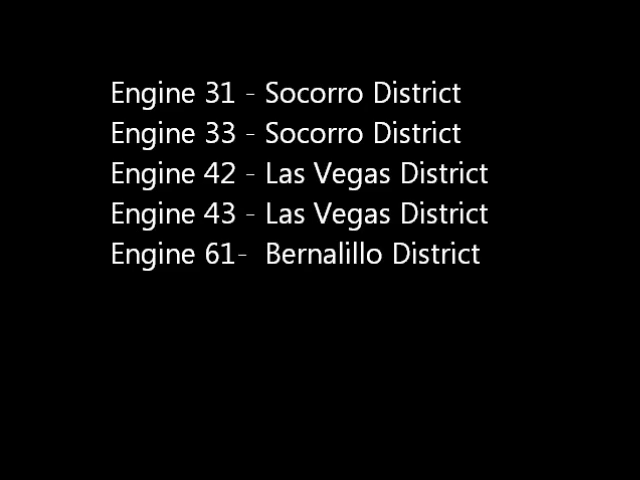 Engine 31 - Socorro District
Engine 33 - Socorro District
Engine 42 - Las Vegas District
Engine 43 - Las Vegas District
Engine 61-  Bernalillo District